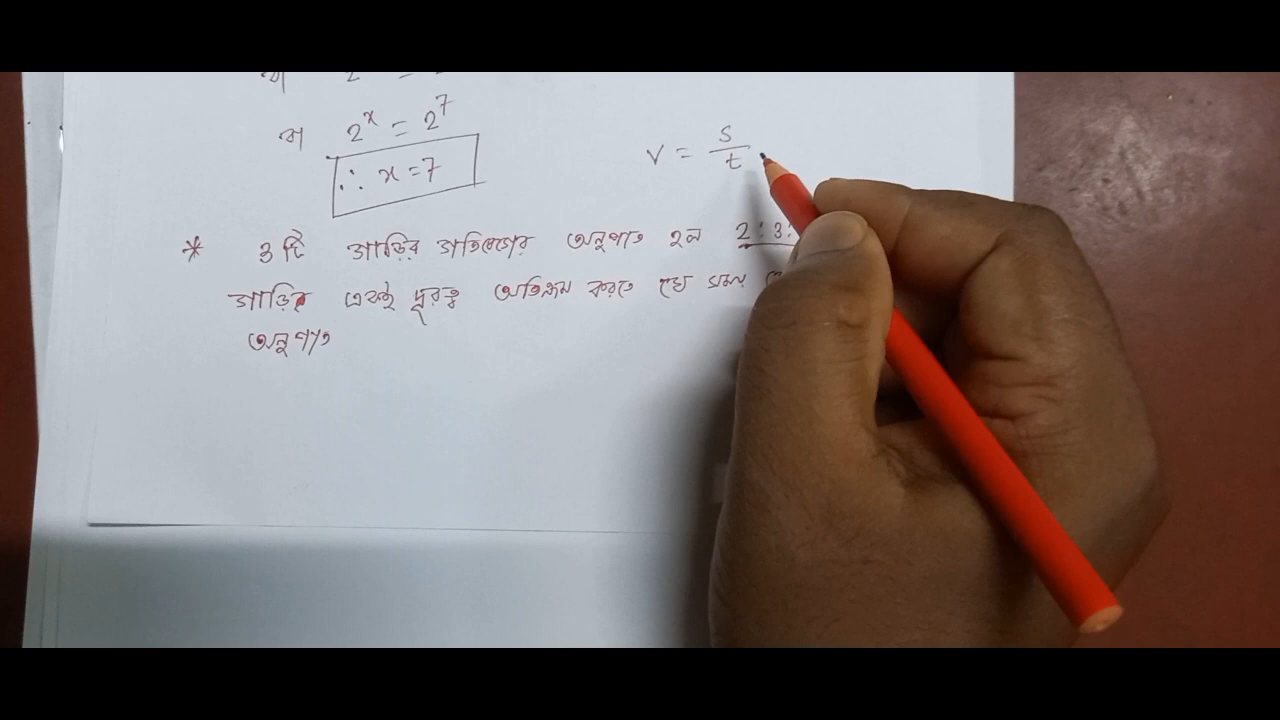 বা 2^x = 2^7
∴ x = 7
v = s/t
* ৩টি গাড়ির গতিবেগের অনুপাত হল 2 : 3 :
গাড়ির একই দূরত্ব অতিক্রম করতে যে সময়
অনুপাত